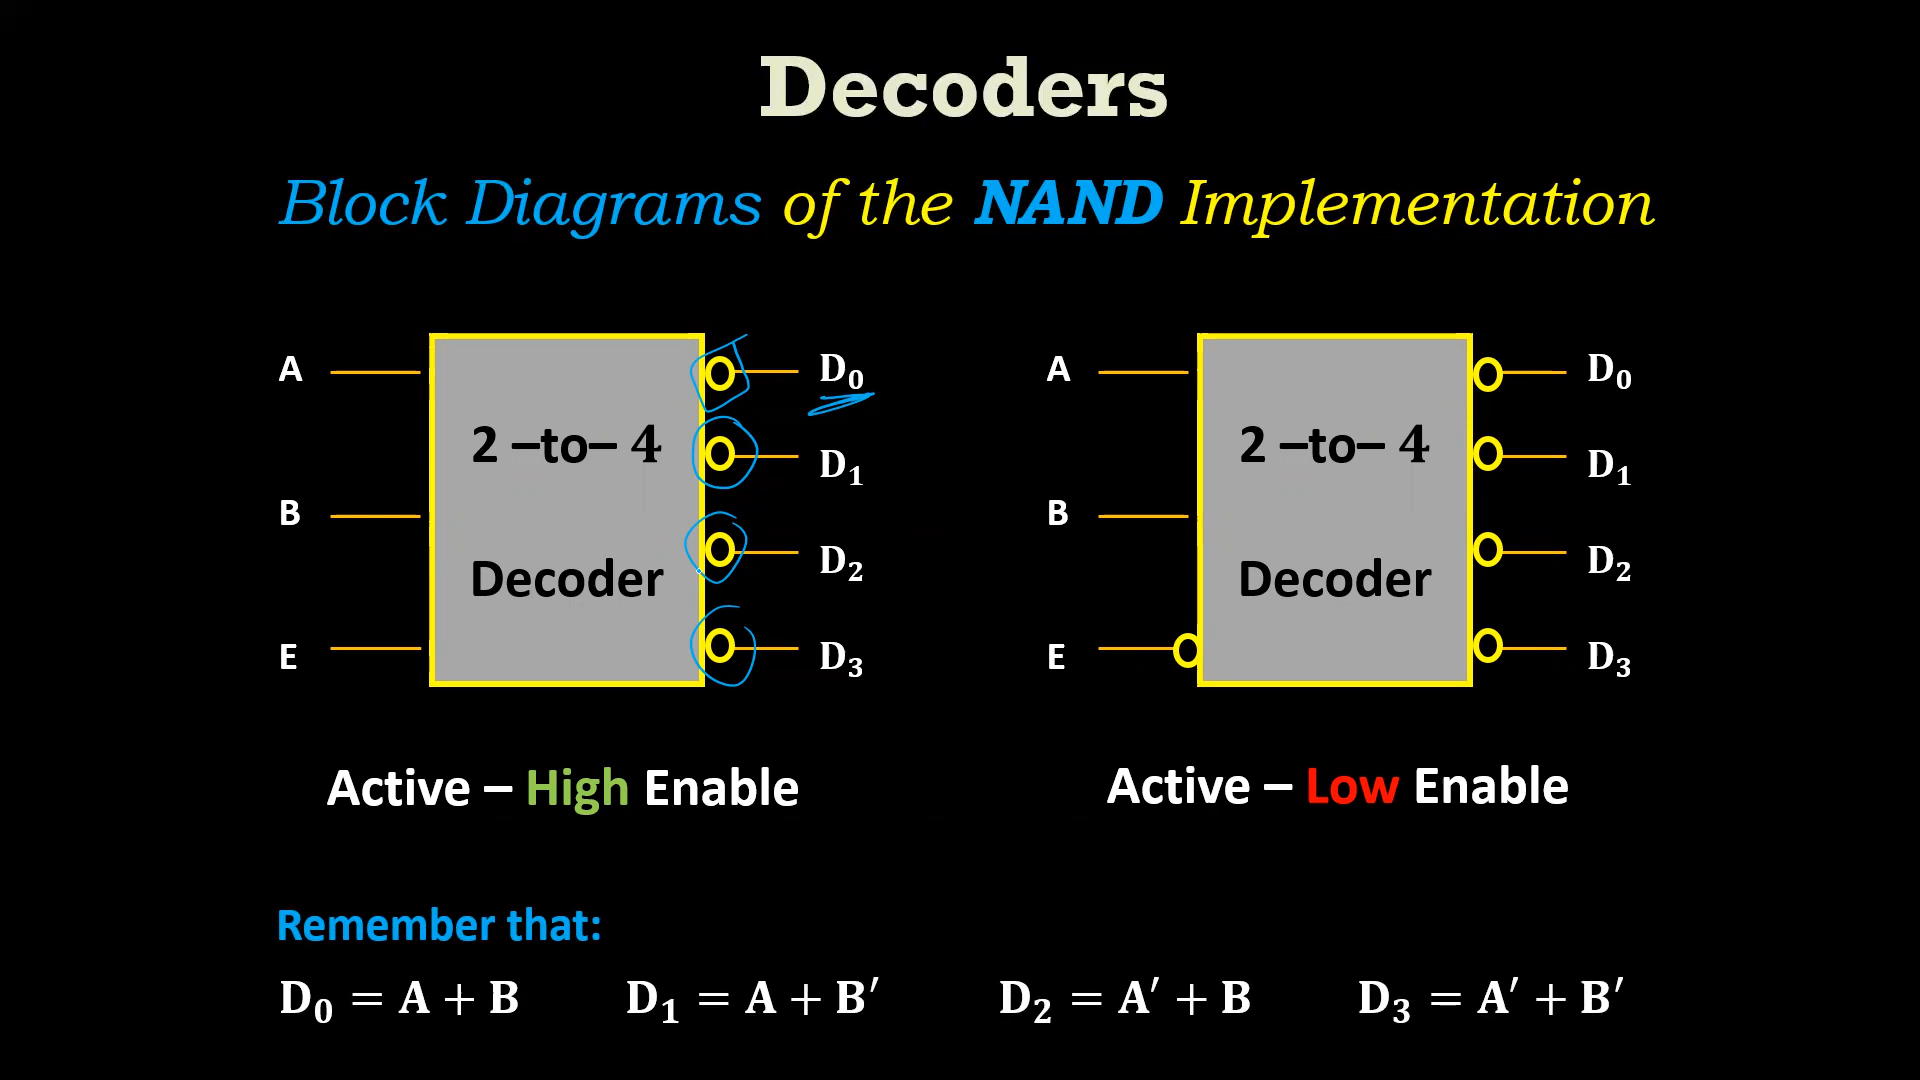 Decoders
Block Diagrams of the NAND Implementation
A
2 –to– 4
Decoder
B
E
D₀
D₁
D₂
D₃
A
2 –to– 4
Decoder
B
E
D₀
D₁
D₂
D₃
Active – High Enable
Active – Low Enable
Remember that:
D₀ = A + B D₁ = A + B′ D₂ = A′ + B D₃ = A′ + B′